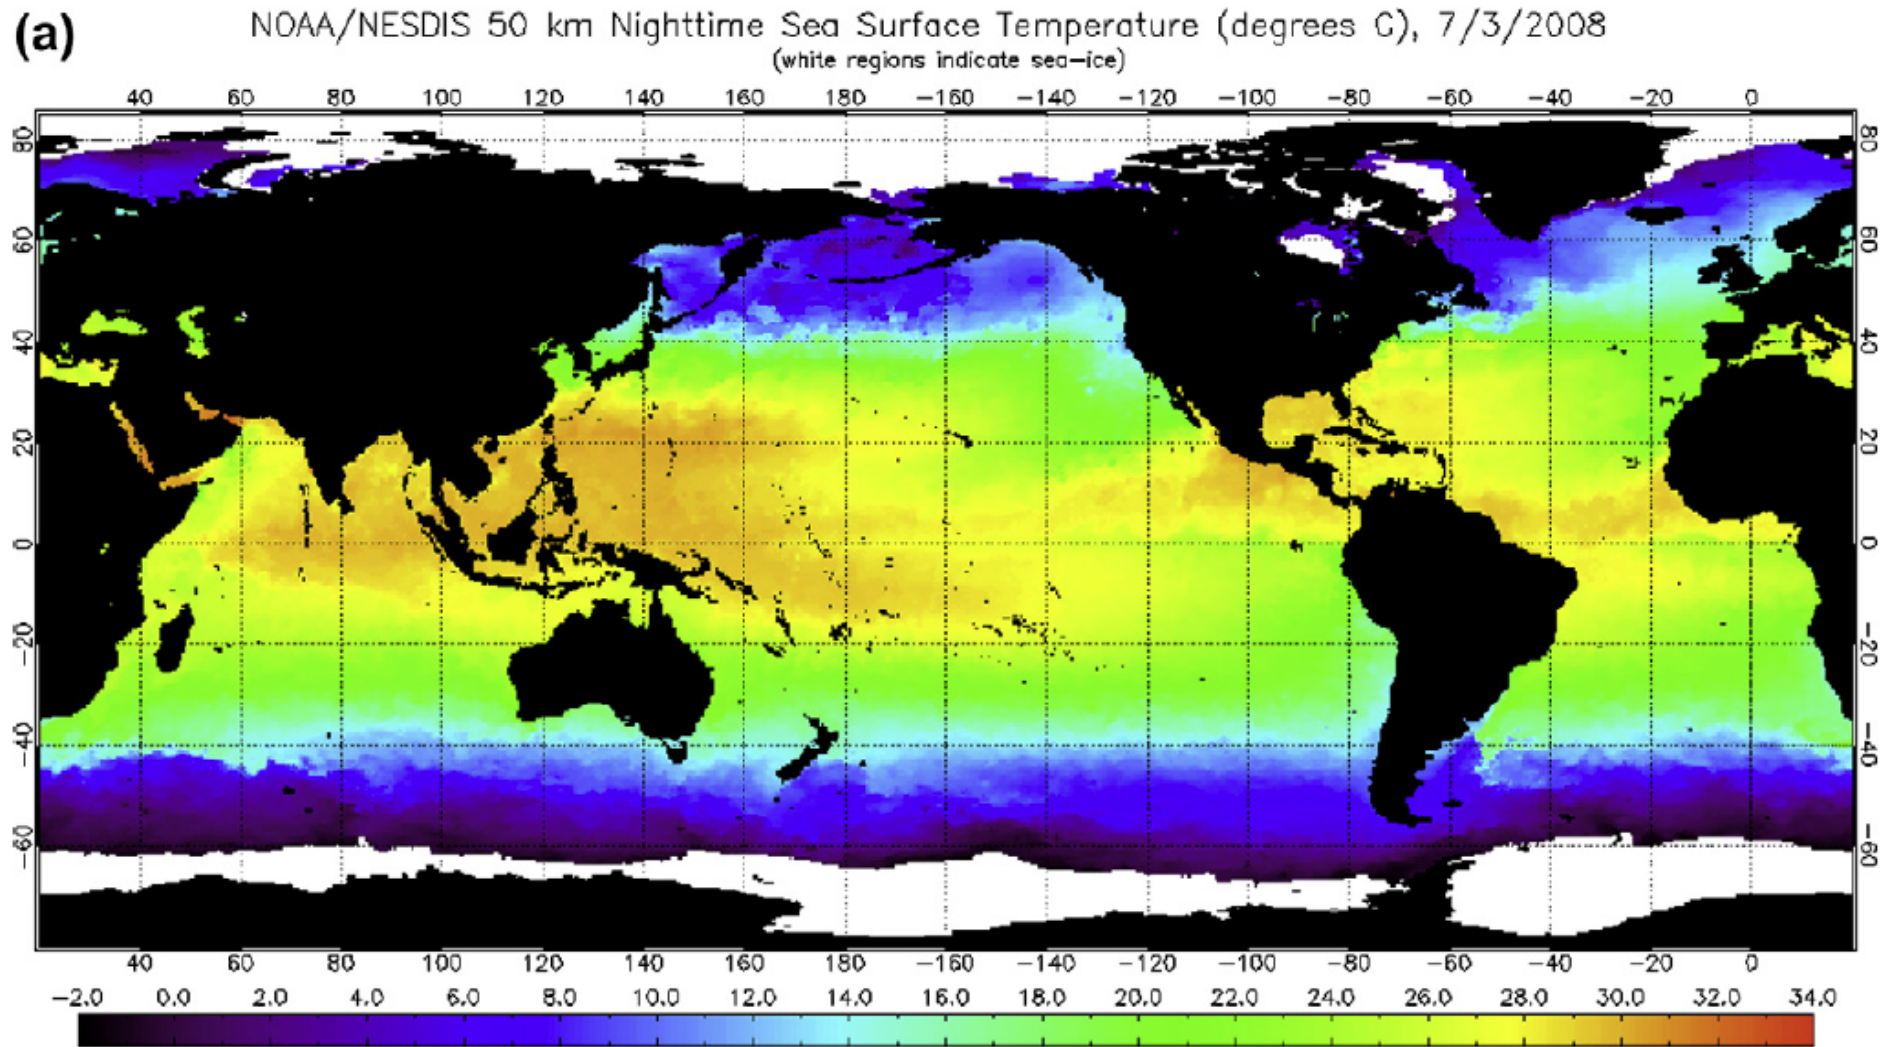 (a)
NOAA/NESDIS 50 km Nighttime Sea Surface Temperature (degrees C), 7/3/2008
(white regions indicate sea-ice)
40 60 80 100 120 140 160 180 -160 -140 -120 -100 -80 -60 -40 -20 0
80 80
60 60
40 40
20 20
0 0
-20 -20
-40 -40
-60 -60
40 60 80 100 120 140 160 180 -160 -140 -120 -100 -80 -60 -40 -20 0
-2.0 0.0 2.0 4.0 6.0 8.0 10.0 12.0 14.0 16.0 18.0 20.0 22.0 24.0 26.0 28.0 30.0 32.0 34.0